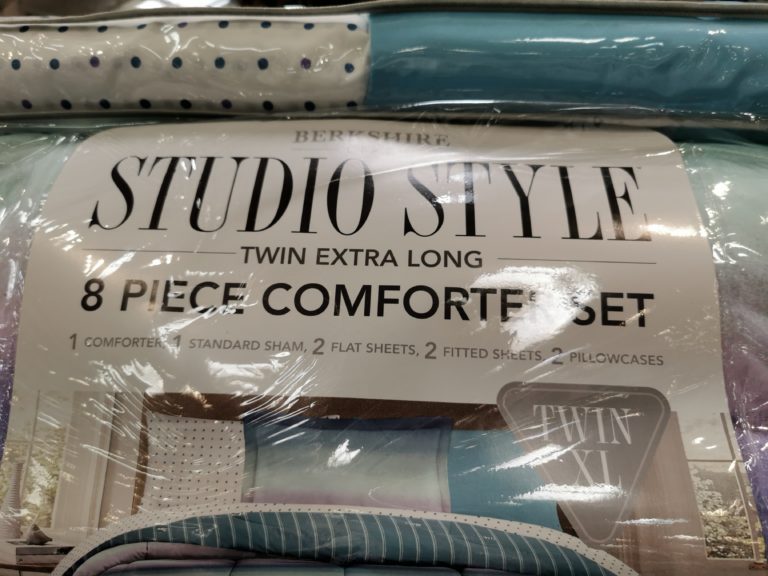 BERKSHIRE
STUDIO STYLE
TWIN EXTRA LONG
8 PIECE COMFORTER SET
1 COMFORTER, 1 STANDARD SHAM, 2 FLAT SHEETS, 2 FITTED SHEETS, 2 PILLOWCASES
TWIN
XL